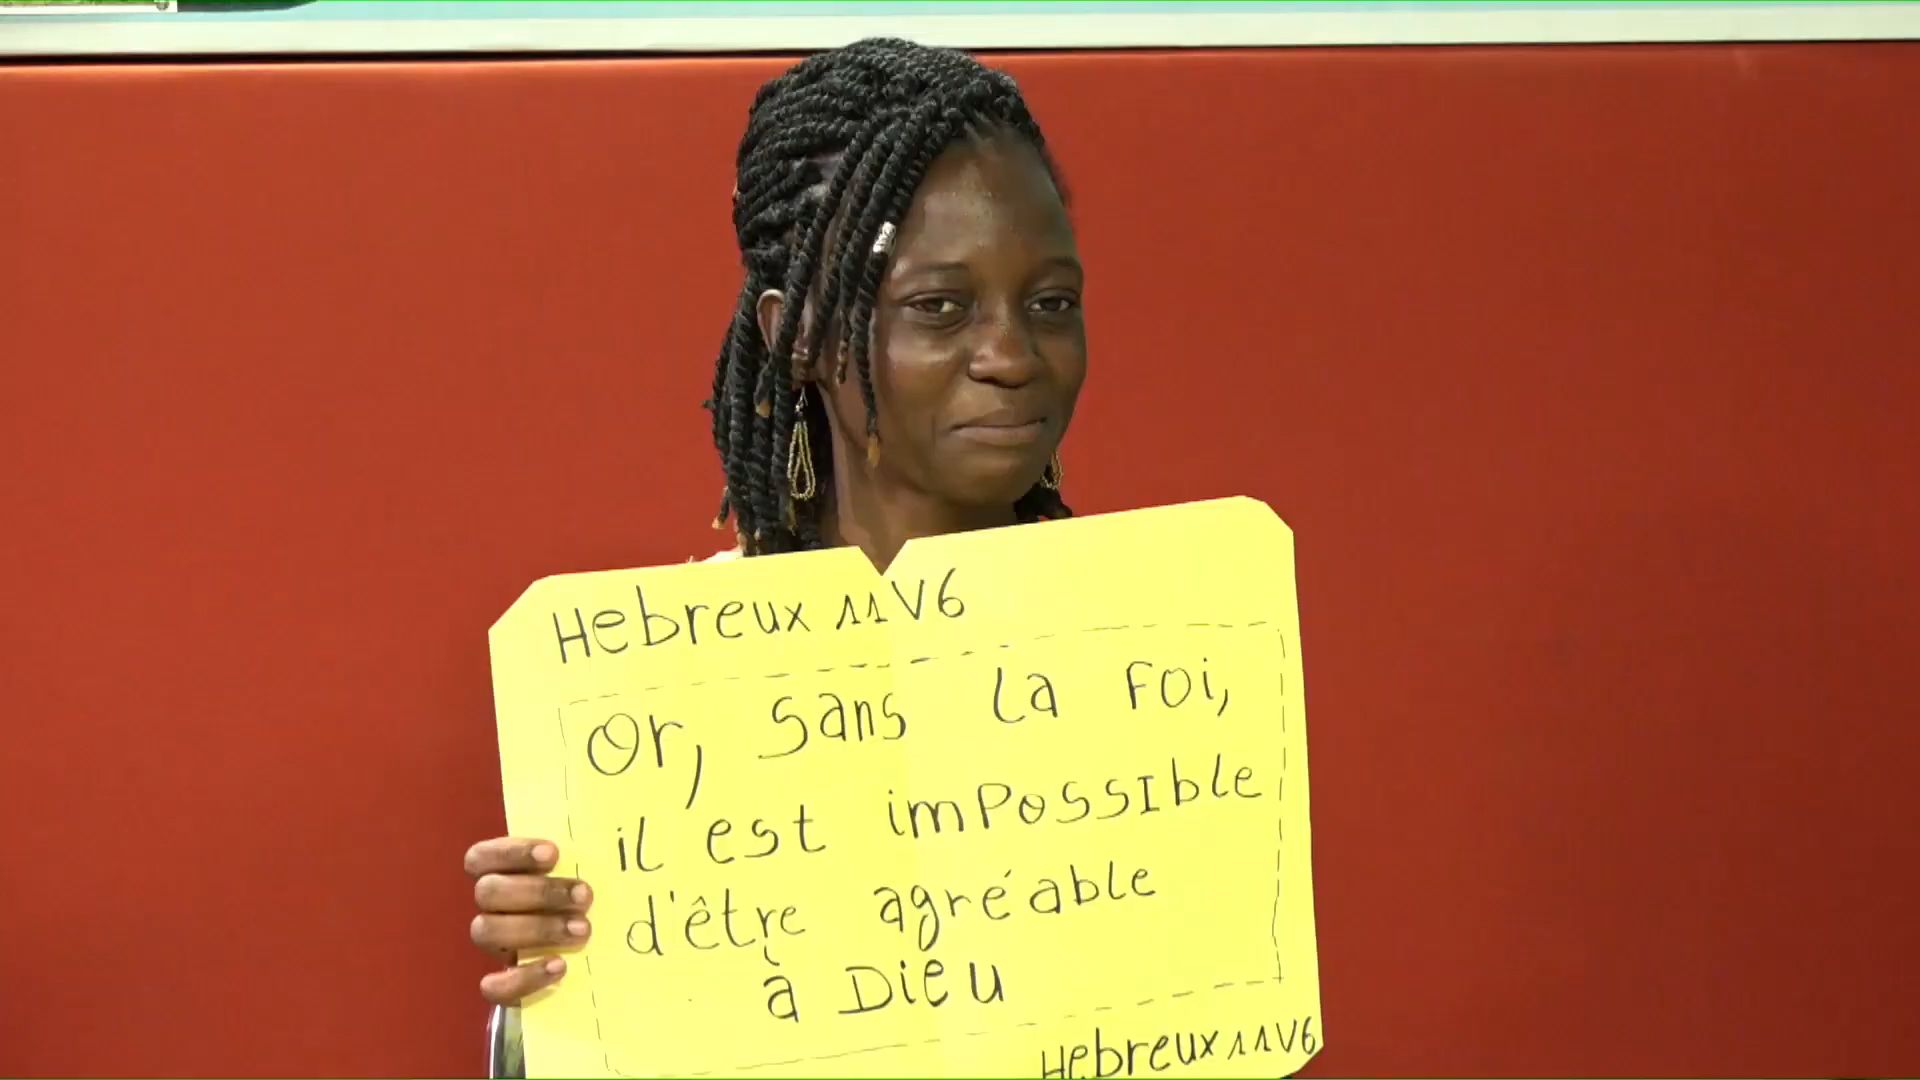 Hebreux 11V6
Or, sans la Foi,
il est imPossIble
d'être agréable
à Dieu
Hebreux 11V6